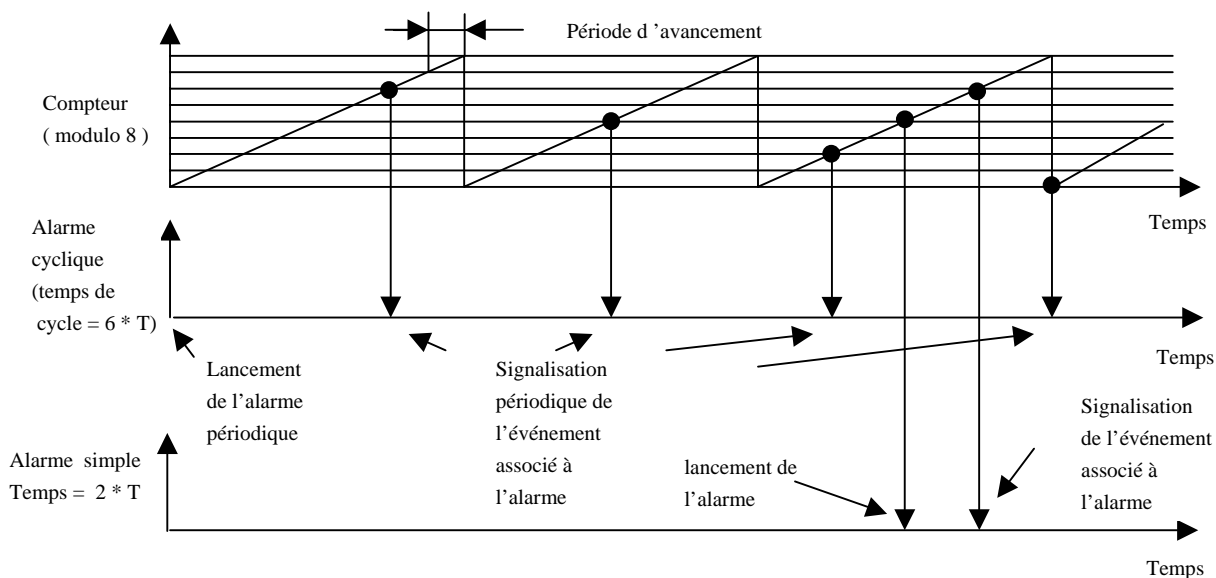 Période d ’avancement
Compteur
( modulo 8 )
Temps
Alarme
cyclique
(temps de
cycle = 6 * T)
Temps
Lancement
de l’alarme
périodique
Signalisation
périodique de
l’événement
associé à
l’alarme
Signalisation
de l’événement
associé à
l’alarme
Alarme simple
Temps = 2 * T
lancement de
l’alarme
Temps